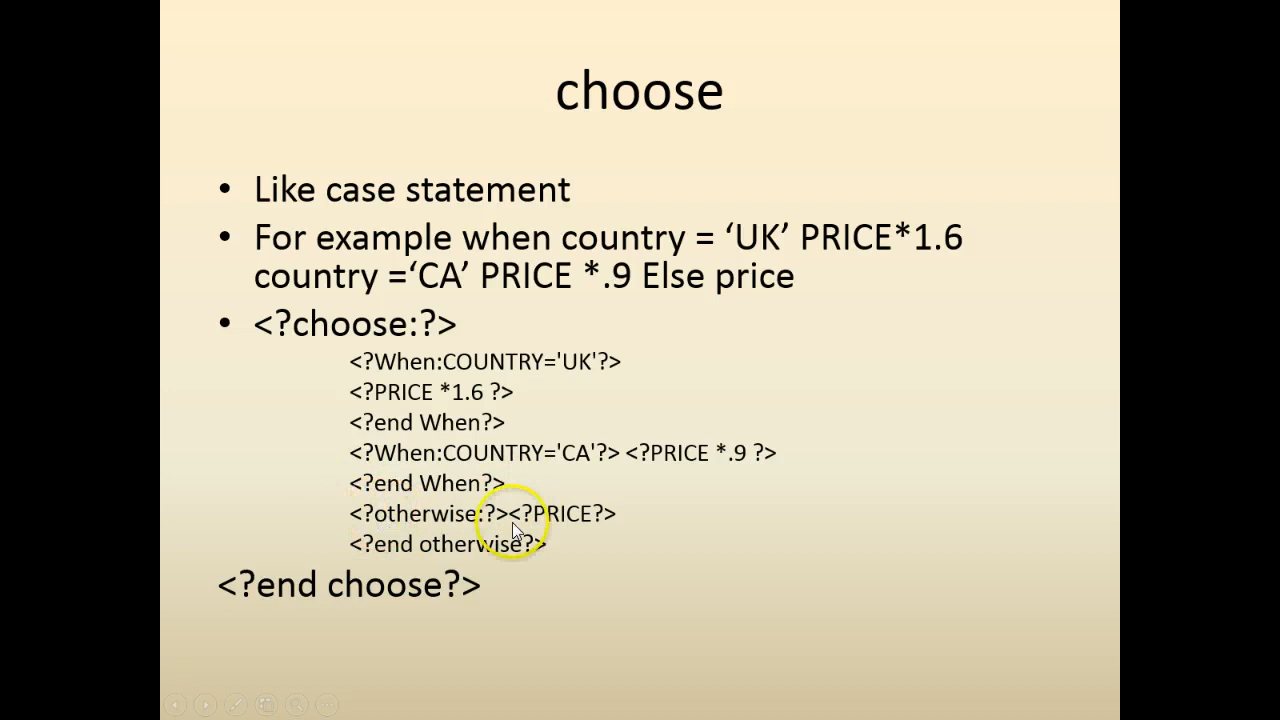 choose
• Like case statement
• For example when country = ‘UK’ PRICE*1.6
country =‘CA’ PRICE *.9 Else price
• <?choose:?>
<?When:COUNTRY='UK'?>
<?PRICE *1.6 ?>
<?end When?>
<?When:COUNTRY='CA'?> <?PRICE *.9 ?>
<?end When?>
<?otherwise:?><?PRICE?>
<?end otherwise?>
<?end choose?>